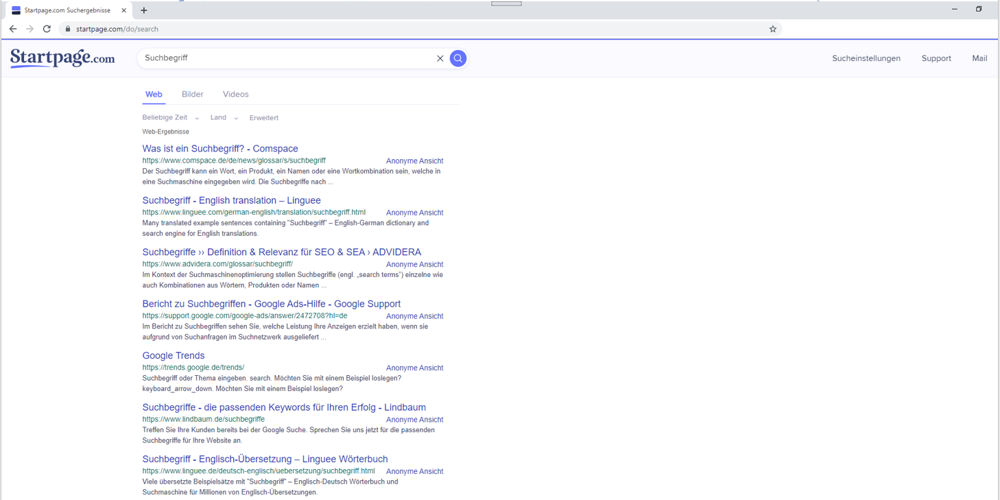 Startpage.com Suchergebnisse
startpage.com/do/search
Startpage.com
Suchbegriff
Sucheinstellungen Support Mail
Web Bilder Videos
Beliebige Zeit Land Erweitert
Web-Ergebnisse
Was ist ein Suchbegriff? - Comspace
https://www.comspace.de/de/news/glossar/s/suchbegriff Anonyme Ansicht
Der Suchbegriff kann ein Wort, ein Produkt, ein Namen oder eine Wortkombination sein, welche in
eine Suchmaschine eingegeben wird. Die Suchbegriffe nach ...
Suchbegriff - English translation – Linguee
https://www.linguee.com/german-english/translation/suchbegriff.html Anonyme Ansicht
Many translated example sentences containing "Suchbegriff" – English-German dictionary and
search engine for English translations.
Suchbegriffe ›› Definition & Relevanz für SEO & SEA › ADVIDERA
https://www.advidera.com/glossar/suchbegriff/ Anonyme Ansicht
Im Kontext der Suchmaschinenoptimierung stellen Suchbegriffe (engl. „search terms") einzelne wie
auch Kombinationen aus Wörtern, Produkten oder Namen ...
Bericht zu Suchbegriffen - Google Ads-Hilfe - Google Support
https://support.google.com/google-ads/answer/2472708?hl=de Anonyme Ansicht
Im Bericht zu Suchbegriffen sehen Sie, welche Leistung Ihre Anzeigen erzielt haben, wenn sie
aufgrund von Suchanfragen im Suchnetzwerk ausgeliefert ...
Google Trends
https://trends.google.de/trends/ Anonyme Ansicht
Suchbegriff oder Thema eingeben. search. Möchten Sie mit einem Beispiel loslegen?
keyboard_arrow_down. Möchten Sie mit einem Beispiel loslegen?
Suchbegriffe - die passenden Keywords für Ihren Erfolg - Lindbaum
https://www.lindbaum.de/suchbegriffe Anonyme Ansicht
Treffen Sie Ihre Kunden bereits bei der Google Suche. Sprechen Sie uns jetzt für die passenden
Suchbegriffe für Ihre Website an.
Suchbegriff - Englisch-Übersetzung – Linguee Wörterbuch
https://www.linguee.de/deutsch-englisch/uebersetzung/suchbegriff.html Anonyme Ansicht
Viele übersetzte Beispielsätze mit "Suchbegriff" – Englisch-Deutsch Wörterbuch und
Suchmaschine für Millionen von Englisch-Übersetzungen.